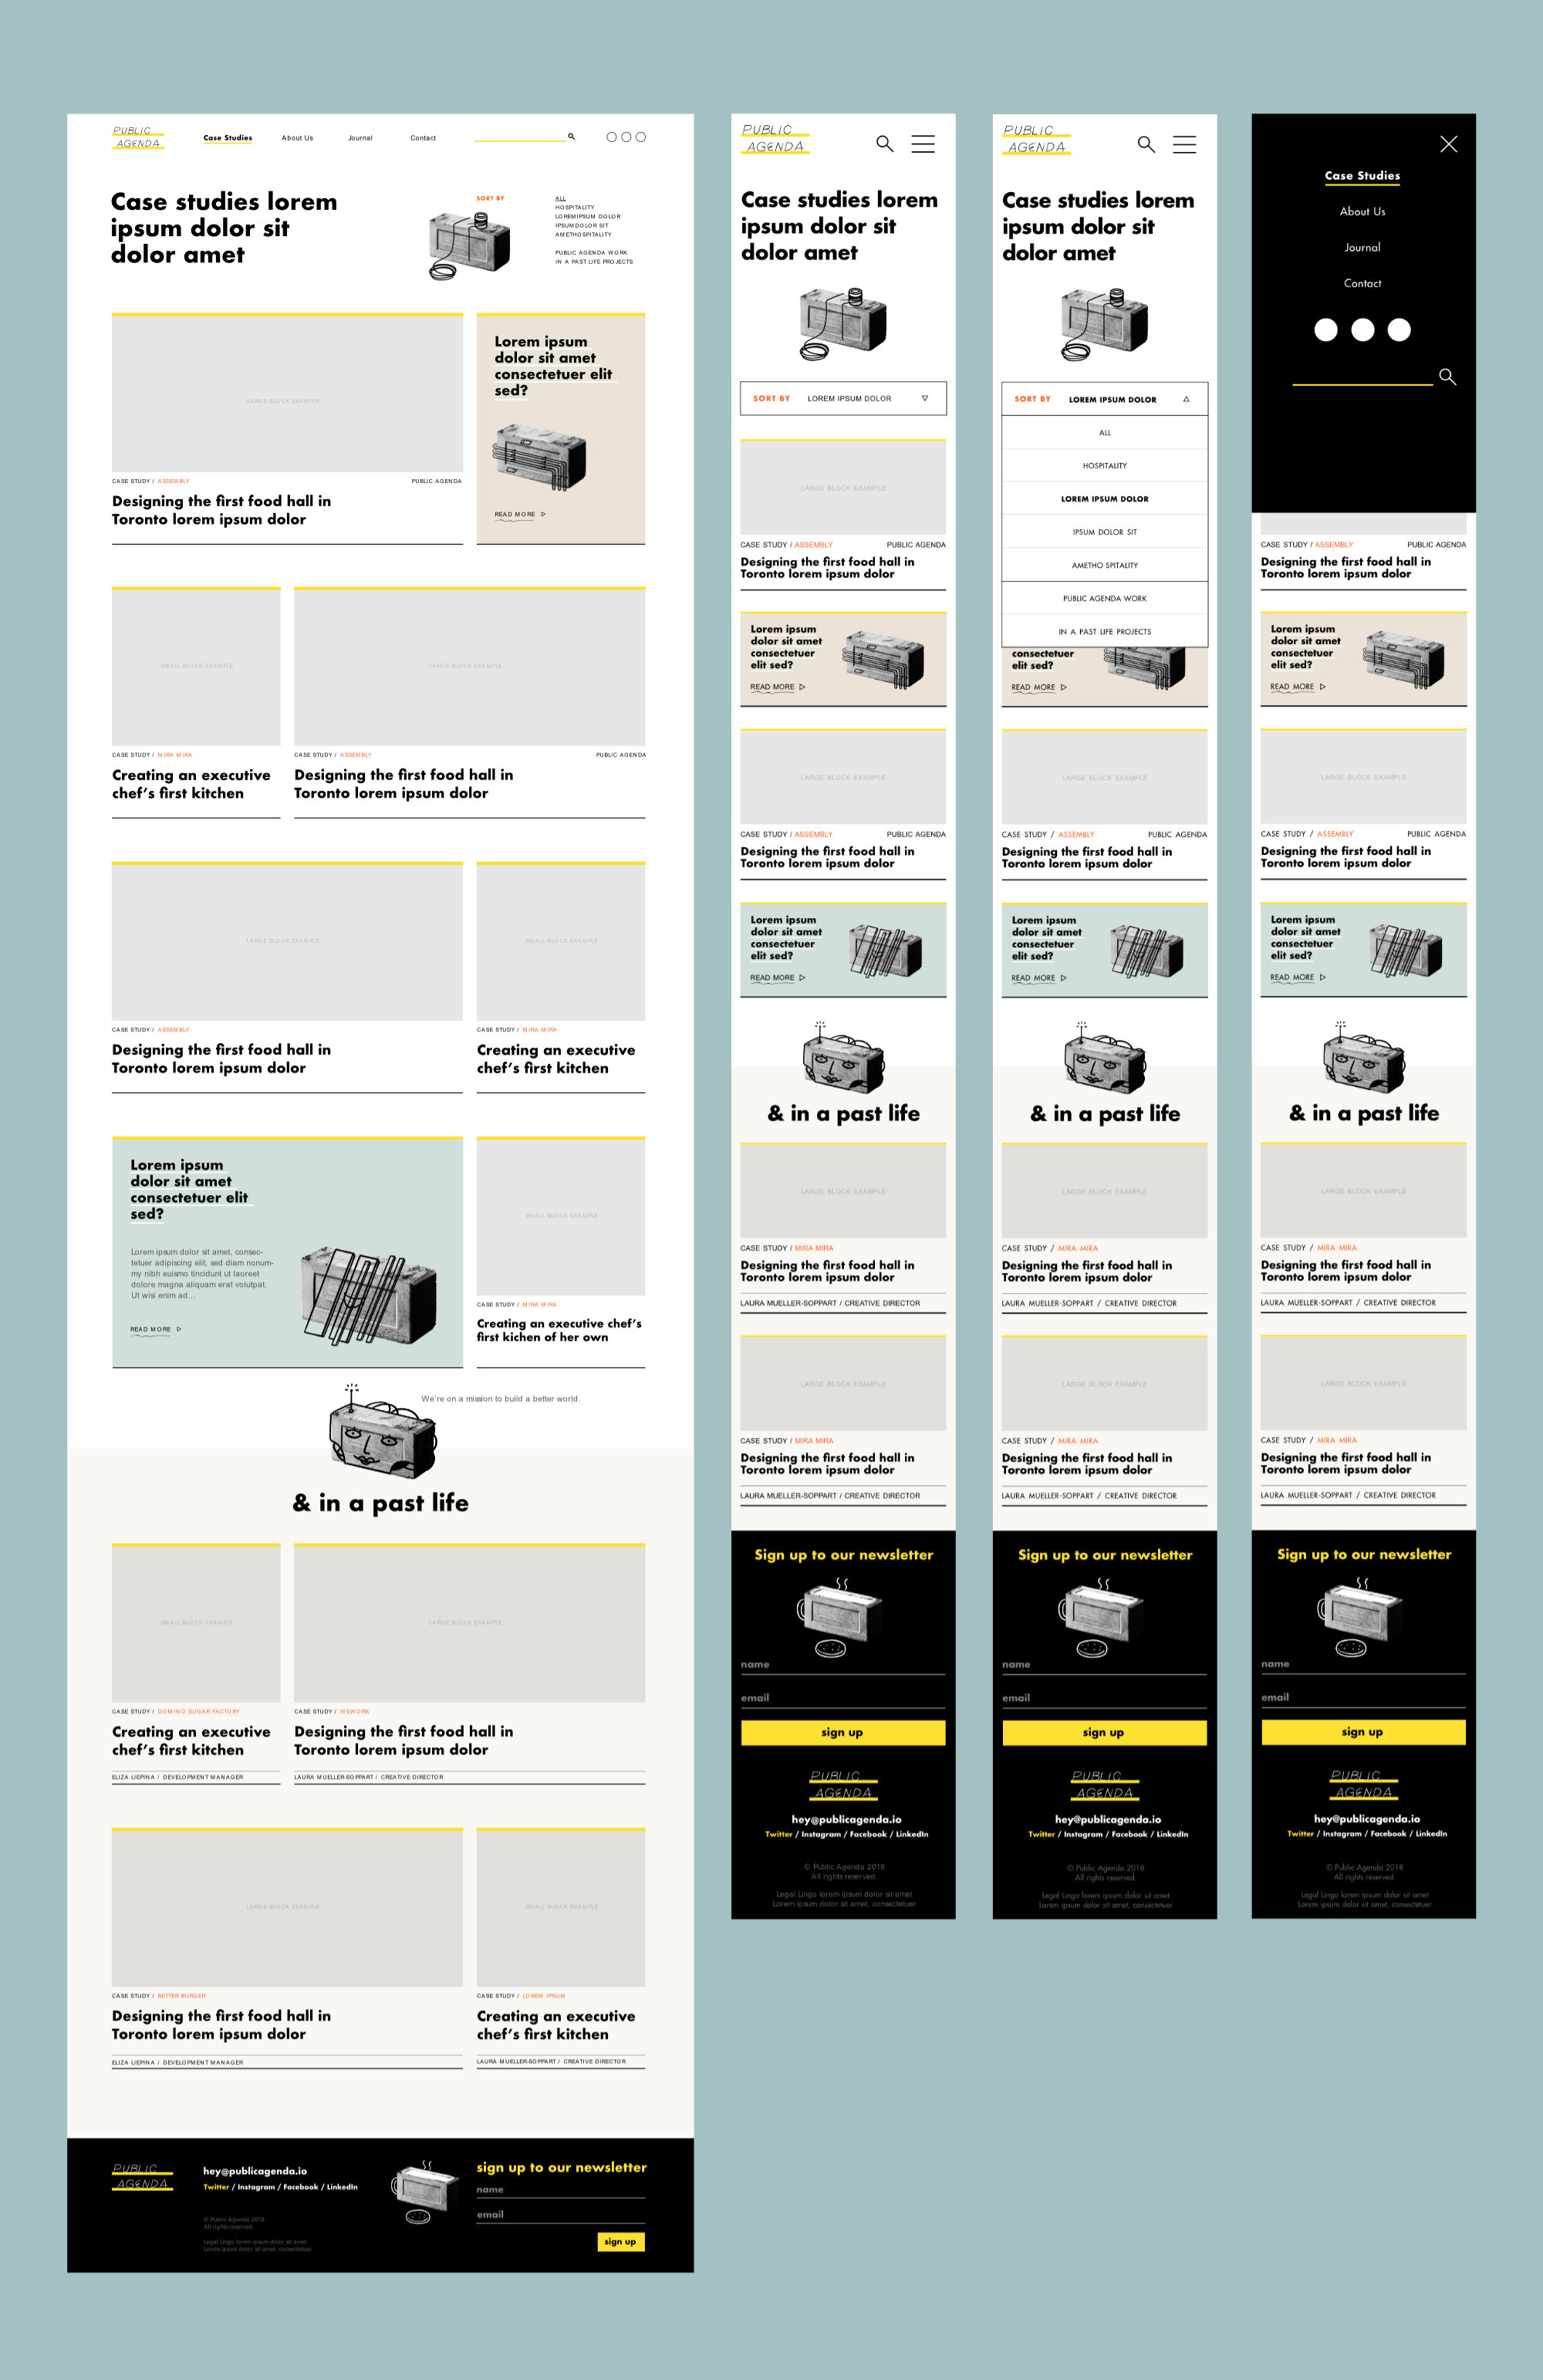 PUBLIC
AGENDA
Case Studies
About Us
Journal
Contact
Case studies lorem
ipsum dolor sit
dolor amet
SORT BY
ALL
HOSPITALITY
LOREMIPSUM DOLOR
IPSUMDOLOR SIT
AMETHOSPITALITY
PUBLIC AGENDA WORK
IN A PAST LIFE PROJECTS
LARGE BLOCK EXAMPLE
CASE STUDY / ASSEMBLY
PUBLIC AGENDA
Designing the first food hall in
Toronto lorem ipsum dolor
Lorem ipsum
dolor sit amet
consectetuer elit
sed?
READ MORE
SMALL BLOCK EXAMPLE
CASE STUDY / MIRA MIRA
Creating an executive
chef's first kitchen
LARGE BLOCK EXAMPLE
CASE STUDY / ASSEMBLY
PUBLIC AGENDA
Designing the first food hall in
Toronto lorem ipsum dolor
LARGE BLOCK EXAMPLE
CASE STUDY / ASSEMBLY
Designing the first food hall in
Toronto lorem ipsum dolor
SMALL BLOCK EXAMPLE
CASE STUDY / MIRA MIRA
Creating an executive
chef's first kitchen
Lorem ipsum
dolor sit amet
consectetuer elit
sed?
Lorem ipsum dolor sit amet, consec-
tetuer adipiscing elit, sed diam nonum-
my nibh euismo tincidunt ut laoreet
dolore magna aliquam erat volutpat.
Ut wisi enim ad...
READ MORE
SMALL BLOCK EXAMPLE
CASE STUDY / MIRA MIRA
Creating an executive chef's
first kichen of her own
We're on a mission to build a better world.
& in a past life
SMALL BLOCK EXAMPLE
CASE STUDY / DOMINO SUGAR FACTORY
Creating an executive
chef's first kitchen
ELIZA LIEPINA / DEVELOPMENT MANAGER
LARGE BLOCK EXAMPLE
CASE STUDY / WEWORK
Designing the first food hall in
Toronto lorem ipsum dolor
LAURA MUELLER-SOPPART / CREATIVE DIRECTOR
LARGE BLOCK EXAMPLE
CASE STUDY / BETTER BURGER
Designing the first food hall in
Toronto lorem ipsum dolor
ELIZA LIEPINA / DEVELOPMENT MANAGER
SMALL BLOCK EXAMPLE
CASE STUDY / LOREM IPSUM
Creating an executive
chef's first kitchen
LAURA MUELLER-SOPPART / CREATIVE DIRECTOR
PUBLIC
AGENDA
hey@publicagenda.io
Twitter / Instagram / Facebook / LinkedIn
© Public Agenda 2018
All rights reserved.
Legal Lingo lorem ipsum dolor sit amet
Lorem ipsum dolor sit amet, consectetuer
sign up to our newsletter
name
email
sign up
PUBLIC
AGENDA
Case studies lorem
ipsum dolor sit
dolor amet
SORT BY
LOREM IPSUM DOLOR
LARGE BLOCK EXAMPLE
CASE STUDY / ASSEMBLY
PUBLIC AGENDA
Designing the first food hall in
Toronto lorem ipsum dolor
Lorem ipsum
dolor sit amet
consectetuer
elit sed?
READ MORE
LARGE BLOCK EXAMPLE
CASE STUDY / ASSEMBLY
PUBLIC AGENDA
Designing the first food hall in
Toronto lorem ipsum dolor
Lorem ipsum
dolor sit amet
consectetuer
elit sed?
READ MORE
& in a past life
LARGE BLOCK EXAMPLE
CASE STUDY / MIRA MIRA
Designing the first food hall in
Toronto lorem ipsum dolor
LAURA MUELLER-SOPPART / CREATIVE DIRECTOR
LARGE BLOCK EXAMPLE
CASE STUDY / MIRA MIRA
Designing the first food hall in
Toronto lorem ipsum dolor
LAURA MUELLER-SOPPART / CREATIVE DIRECTOR
Sign up to our newsletter
name
email
sign up
PUBLIC
AGENDA
hey@publicagenda.io
Twitter / Instagram / Facebook / LinkedIn
© Public Agenda 2018
All rights reserved.
Legal Lingo lorem ipsum dolor sit amet
Lorem ipsum dolor sit amet, consectetuer
PUBLIC
AGENDA
Case studies lorem
ipsum dolor sit
dolor amet
SORT BY
LOREM IPSUM DOLOR
ALL
HOSPITALITY
LOREM IPSUM DOLOR
IPSUM DOLOR SIT
AMETHO SPITALITY
PUBLIC AGENDA WORK
IN A PAST LIFE PROJECTS
consectetuer
elit sed?
READ MORE
LARGE BLOCK EXAMPLE
CASE STUDY / ASSEMBLY
PUBLIC AGENDA
Designing the first food hall in
Toronto lorem ipsum dolor
Lorem ipsum
dolor sit amet
consectetuer
elit sed?
READ MORE
& in a past life
LARGE BLOCK EXAMPLE
CASE STUDY / MIRA MIRA
Designing the first food hall in
Toronto lorem ipsum dolor
LAURA MUELLER-SOPPART / CREATIVE DIRECTOR
LARGE BLOCK EXAMPLE
CASE STUDY / MIRA MIRA
Designing the first food hall in
Toronto lorem ipsum dolor
LAURA MUELLER-SOPPART / CREATIVE DIRECTOR
Sign up to our newsletter
name
email
sign up
PUBLIC
AGENDA
hey@publicagenda.io
Twitter / Instagram / Facebook / LinkedIn
© Public Agenda 2018
All rights reserved.
Legal Lingo lorem ipsum dolor sit amet
Lorem ipsum dolor sit amet, consectetuer
Case Studies
About Us
Journal
Contact
CASE STUDY / ASSEMBLY
PUBLIC AGENDA
Designing the first food hall in
Toronto lorem ipsum dolor
Lorem ipsum
dolor sit amet
consectetuer
elit sed?
READ MORE
LARGE BLOCK EXAMPLE
CASE STUDY / ASSEMBLY
PUBLIC AGENDA
Designing the first food hall in
Toronto lorem ipsum dolor
Lorem ipsum
dolor sit amet
consectetuer
elit sed?
READ MORE
& in a past life
LARGE BLOCK EXAMPLE
CASE STUDY / MIRA MIRA
Designing the first food hall in
Toronto lorem ipsum dolor
LAURA MUELLER-SOPPART / CREATIVE DIRECTOR
LARGE BLOCK EXAMPLE
CASE STUDY / MIRA MIRA
Designing the first food hall in
Toronto lorem ipsum dolor
LAURA MUELLER-SOPPART / CREATIVE DIRECTOR
Sign up to our newsletter
name
email
sign up
PUBLIC
AGENDA
hey@publicagenda.io
Twitter / Instagram / Facebook / LinkedIn
© Public Agenda 2018
All rights reserved.
Legal Lingo lorem ipsum dolor sit amet
Lorem ipsum dolor sit amet, consectetuer